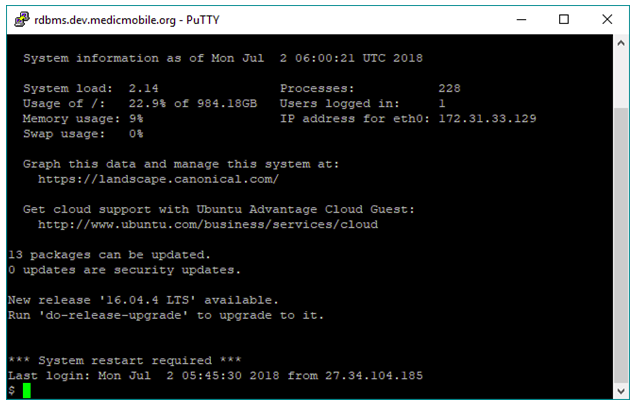 rdbms.dev.medicmobile.org - PuTTY
System information as of Mon Jul  2 06:00:21 UTC 2018
System load:  2.14                Processes:           228
Usage of /:   22.9% of 984.18GB   Users logged in:     1
Memory usage: 9%                  IP address for eth0: 172.31.33.129
Swap usage:   0%
Graph this data and manage this system at:
https://landscape.canonical.com/
Get cloud support with Ubuntu Advantage Cloud Guest:
http://www.ubuntu.com/business/services/cloud
13 packages can be updated.
0 updates are security updates.
New release '16.04.4 LTS' available.
Run 'do-release-upgrade' to upgrade to it.
*** System restart required ***
Last login: Mon Jul  2 05:45:30 2018 from 27.34.104.185
$